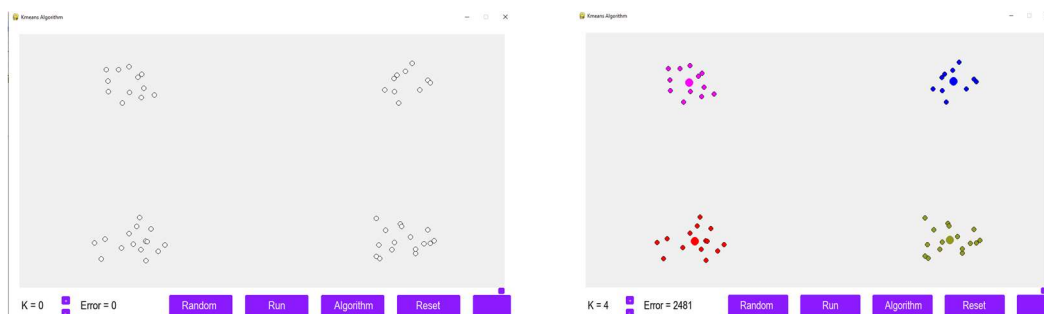 Kmeans Algorithm
K = 0 + Error = 0 Random Run Algorithm Reset
Kmeans Algorithm
K = 4 + Error = 2481 Random Run Algorithm Reset